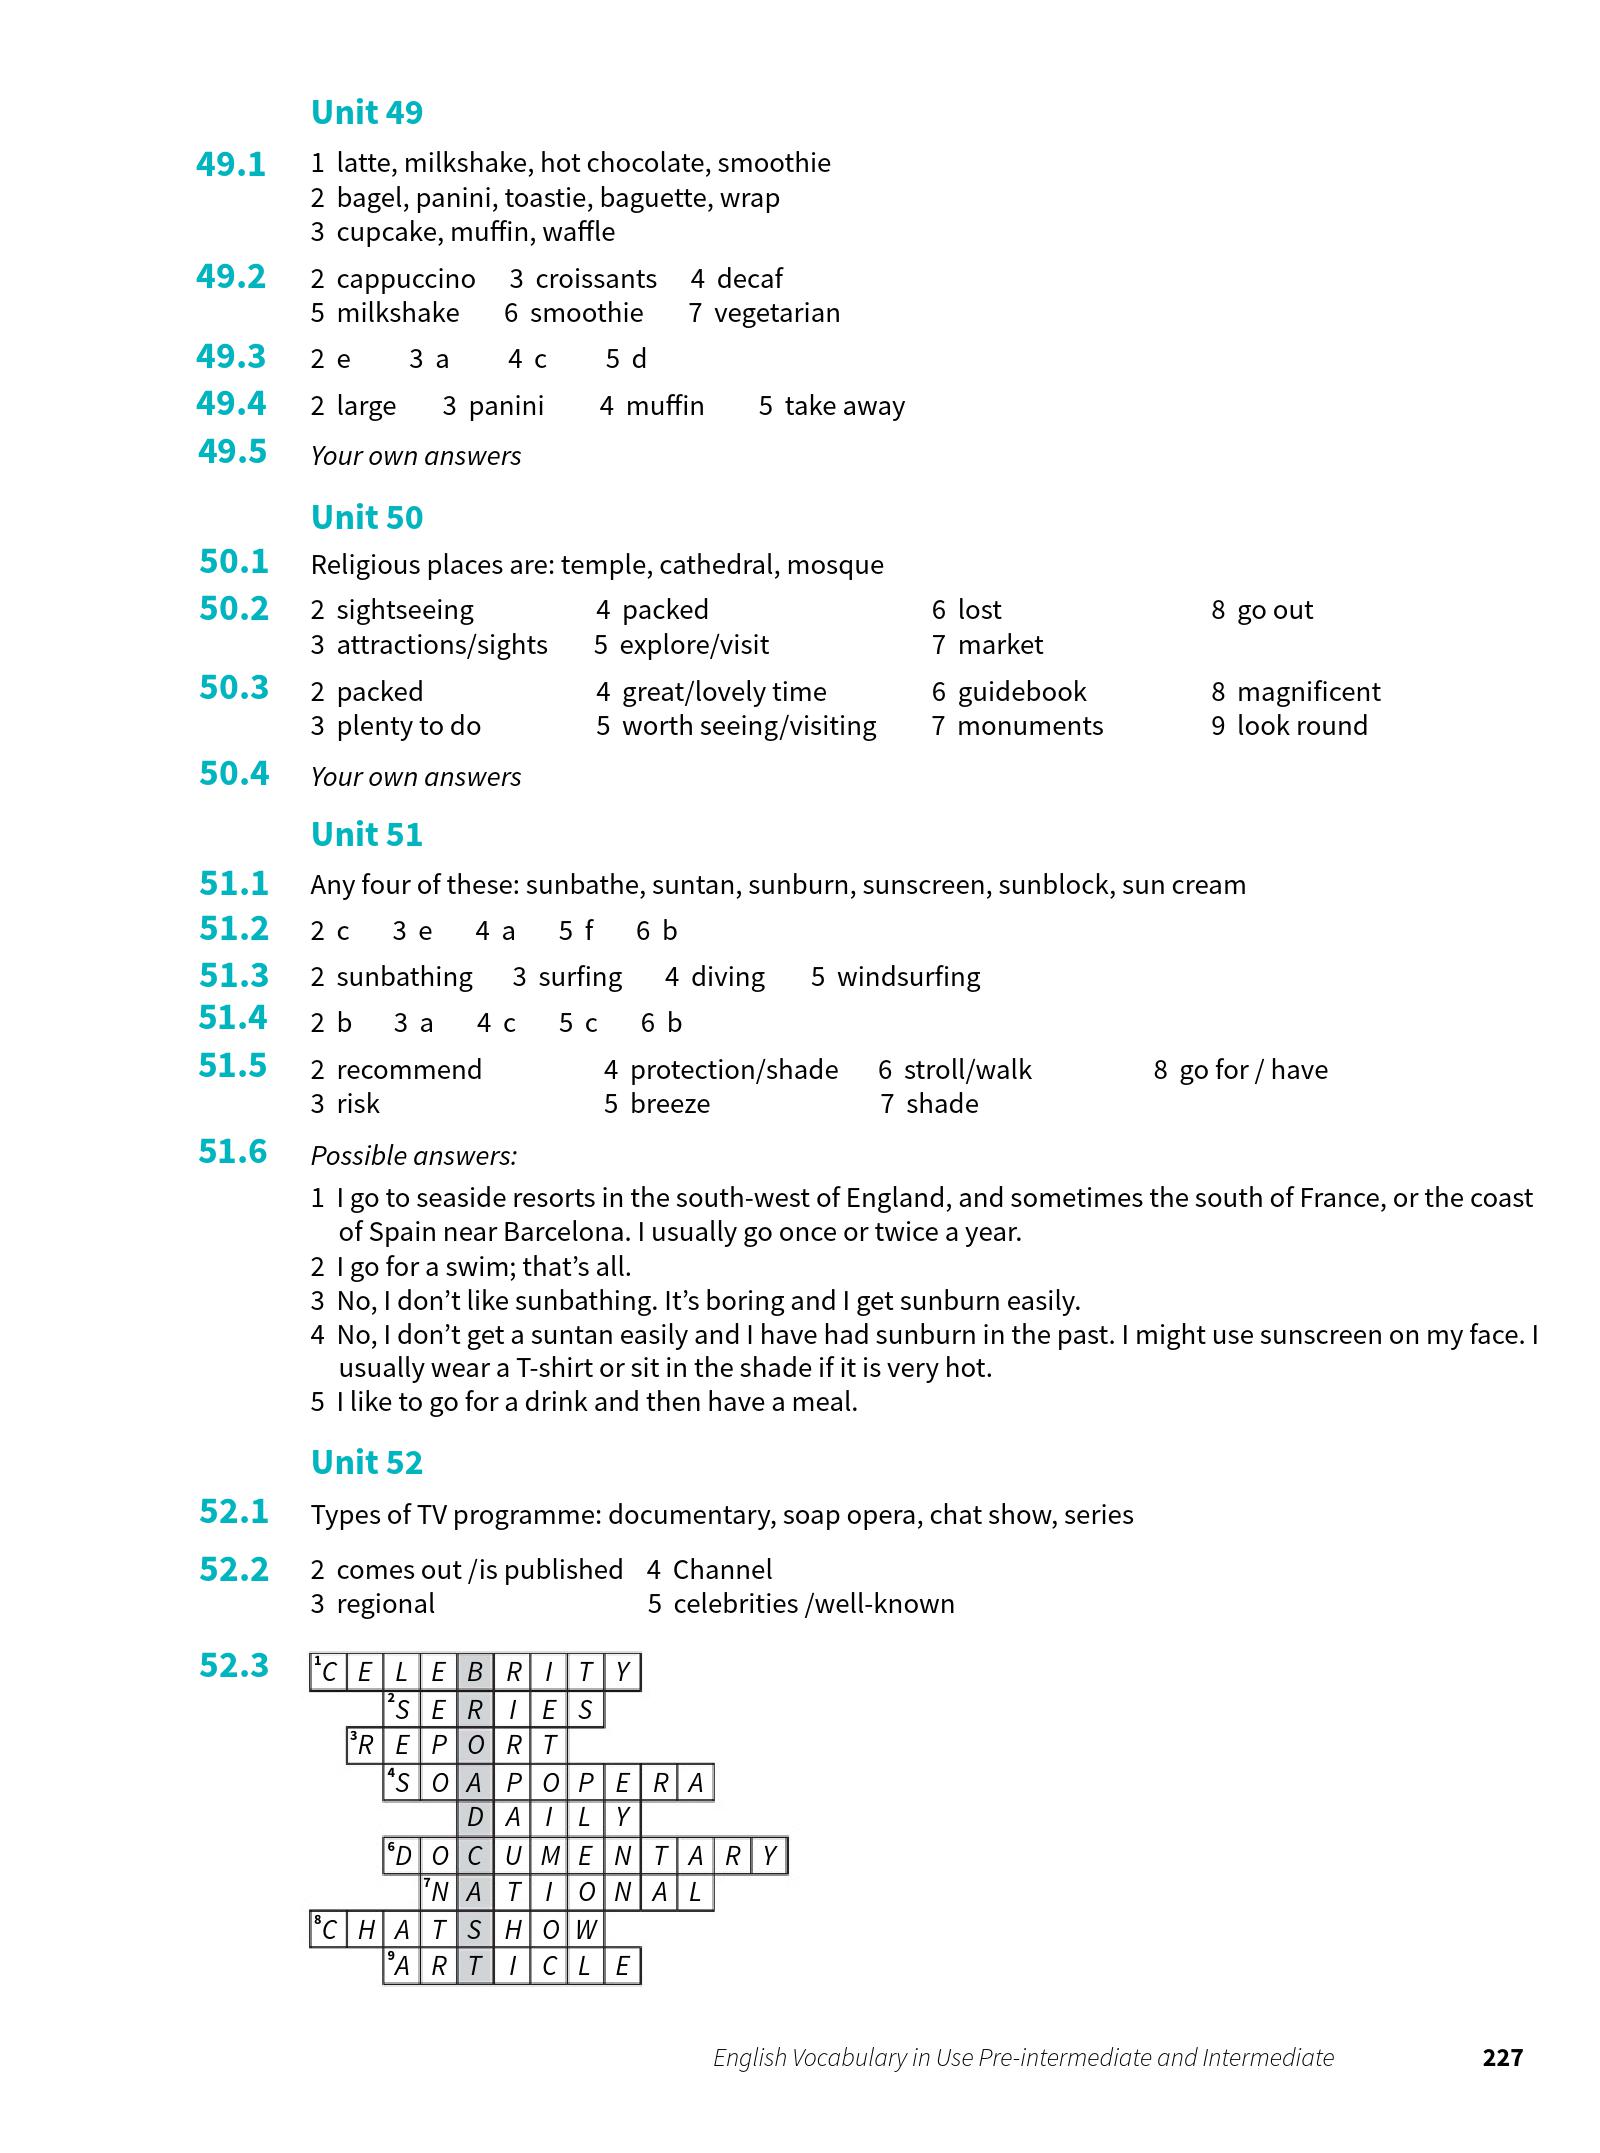 Unit 49
49.1 1 latte, milkshake, hot chocolate, smoothie
2 bagel, panini, toastie, baguette, wrap
3 cupcake, muffin, waffle
49.2 2 cappuccino 3 croissants 4 decaf
5 milkshake 6 smoothie 7 vegetarian
49.3 2 e 3 a 4 c 5 d
49.4 2 large 3 panini 4 muffin 5 take away
49.5 Your own answers
Unit 50
50.1 Religious places are: temple, cathedral, mosque
50.2 2 sightseeing 4 packed 6 lost 8 go out
3 attractions/sights 5 explore/visit 7 market
50.3 2 packed 4 great/lovely time 6 guidebook 8 magnificent
3 plenty to do 5 worth seeing/visiting 7 monuments 9 look round
50.4 Your own answers
Unit 51
51.1 Any four of these: sunbathe, suntan, sunburn, sunscreen, sunblock, sun cream
51.2 2 c 3 e 4 a 5 f 6 b
51.3 2 sunbathing 3 surfing 4 diving 5 windsurfing
51.4 2 b 3 a 4 c 5 c 6 b
51.5 2 recommend 4 protection/shade 6 stroll/walk 8 go for / have
3 risk 5 breeze 7 shade
51.6 Possible answers:
1 I go to seaside resorts in the south-west of England, and sometimes the south of France, or the coast
of Spain near Barcelona. I usually go once or twice a year.
2 I go for a swim; that's all.
3 No, I don't like sunbathing. It's boring and I get sunburn easily.
4 No, I don't get a suntan easily and I have had sunburn in the past. I might use sunscreen on my face. I
usually wear a T-shirt or sit in the shade if it is very hot.
5 I like to go for a drink and then have a meal.
Unit 52
52.1 Types of TV programme: documentary, soap opera, chat show, series
52.2 2 comes out /is published 4 Channel
3 regional 5 celebrities /well-known
52.3 1 C E L E B R I T Y
2 S E R I E S
3 R E P O R T
4 S O A P O P E R A
D A I L Y
6 D O C U M E N T A R Y
7 N A T I O N A L
8 C H A T S H O W
9 A R T I C L E
English Vocabulary in Use Pre-intermediate and Intermediate 227